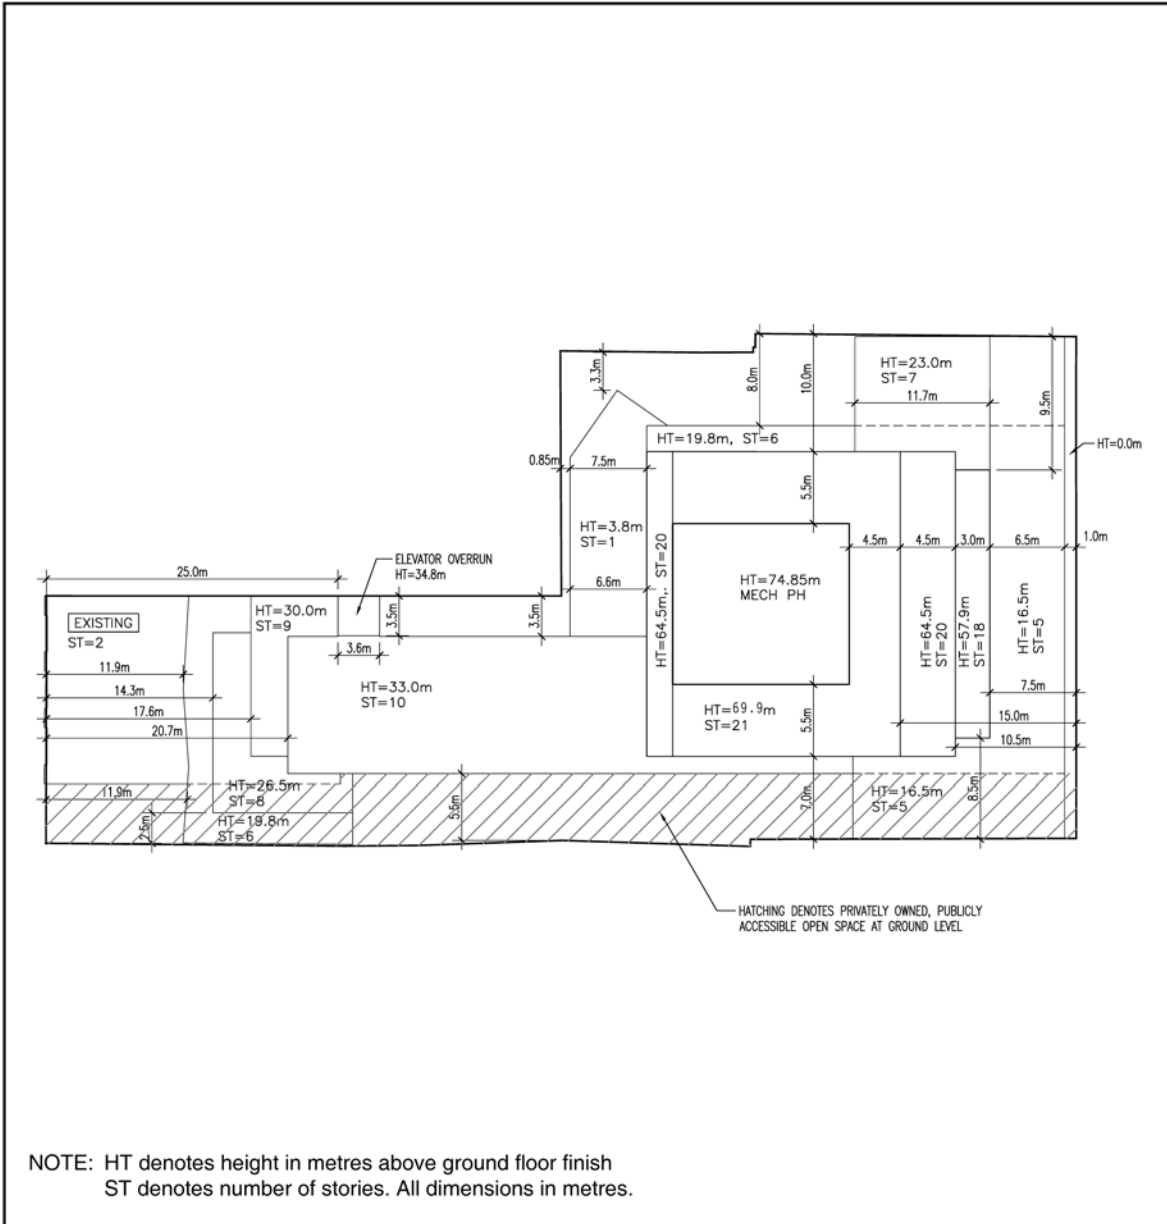 HT=23.0m
ST=7
11.7m
3.3m
8.0m
10.0m
9.5m
HT=19.8m, ST=6
HT=0.0m
0.85m
7.5m
5.5m
HT=3.8m
ST=1
4.5m
4.5m
3.0m
6.5m
1.0m
ELEVATOR OVERRUN
HT=34.8m
25.0m
6.6m
HT=64.5m,. ST=20
HT=74.85m
MECH PH
EXISTING
ST=2
HT=30.0m
ST=9
3.5m
3.5m
HT=64.5m
ST=20
HT=57.9m
ST=18
HT=16.5m
ST=5
3.6m
11.9m
HT=33.0m
ST=10
14.3m
7.5m
17.6m
HT=69.9m
ST=21
5.5m
15.0m
20.7m
10.5m
HT=26.5m
ST=8
11.9m
HT=16.5m
ST=5
5.5m
7.0m
8.5m
2.5m
HT=19.8m
ST=6
HATCHING DENOTES PRIVATELY OWNED, PUBLICLY
ACCESSIBLE OPEN SPACE AT GROUND LEVEL
NOTE: HT denotes height in metres above ground floor finish
ST denotes number of stories. All dimensions in metres.